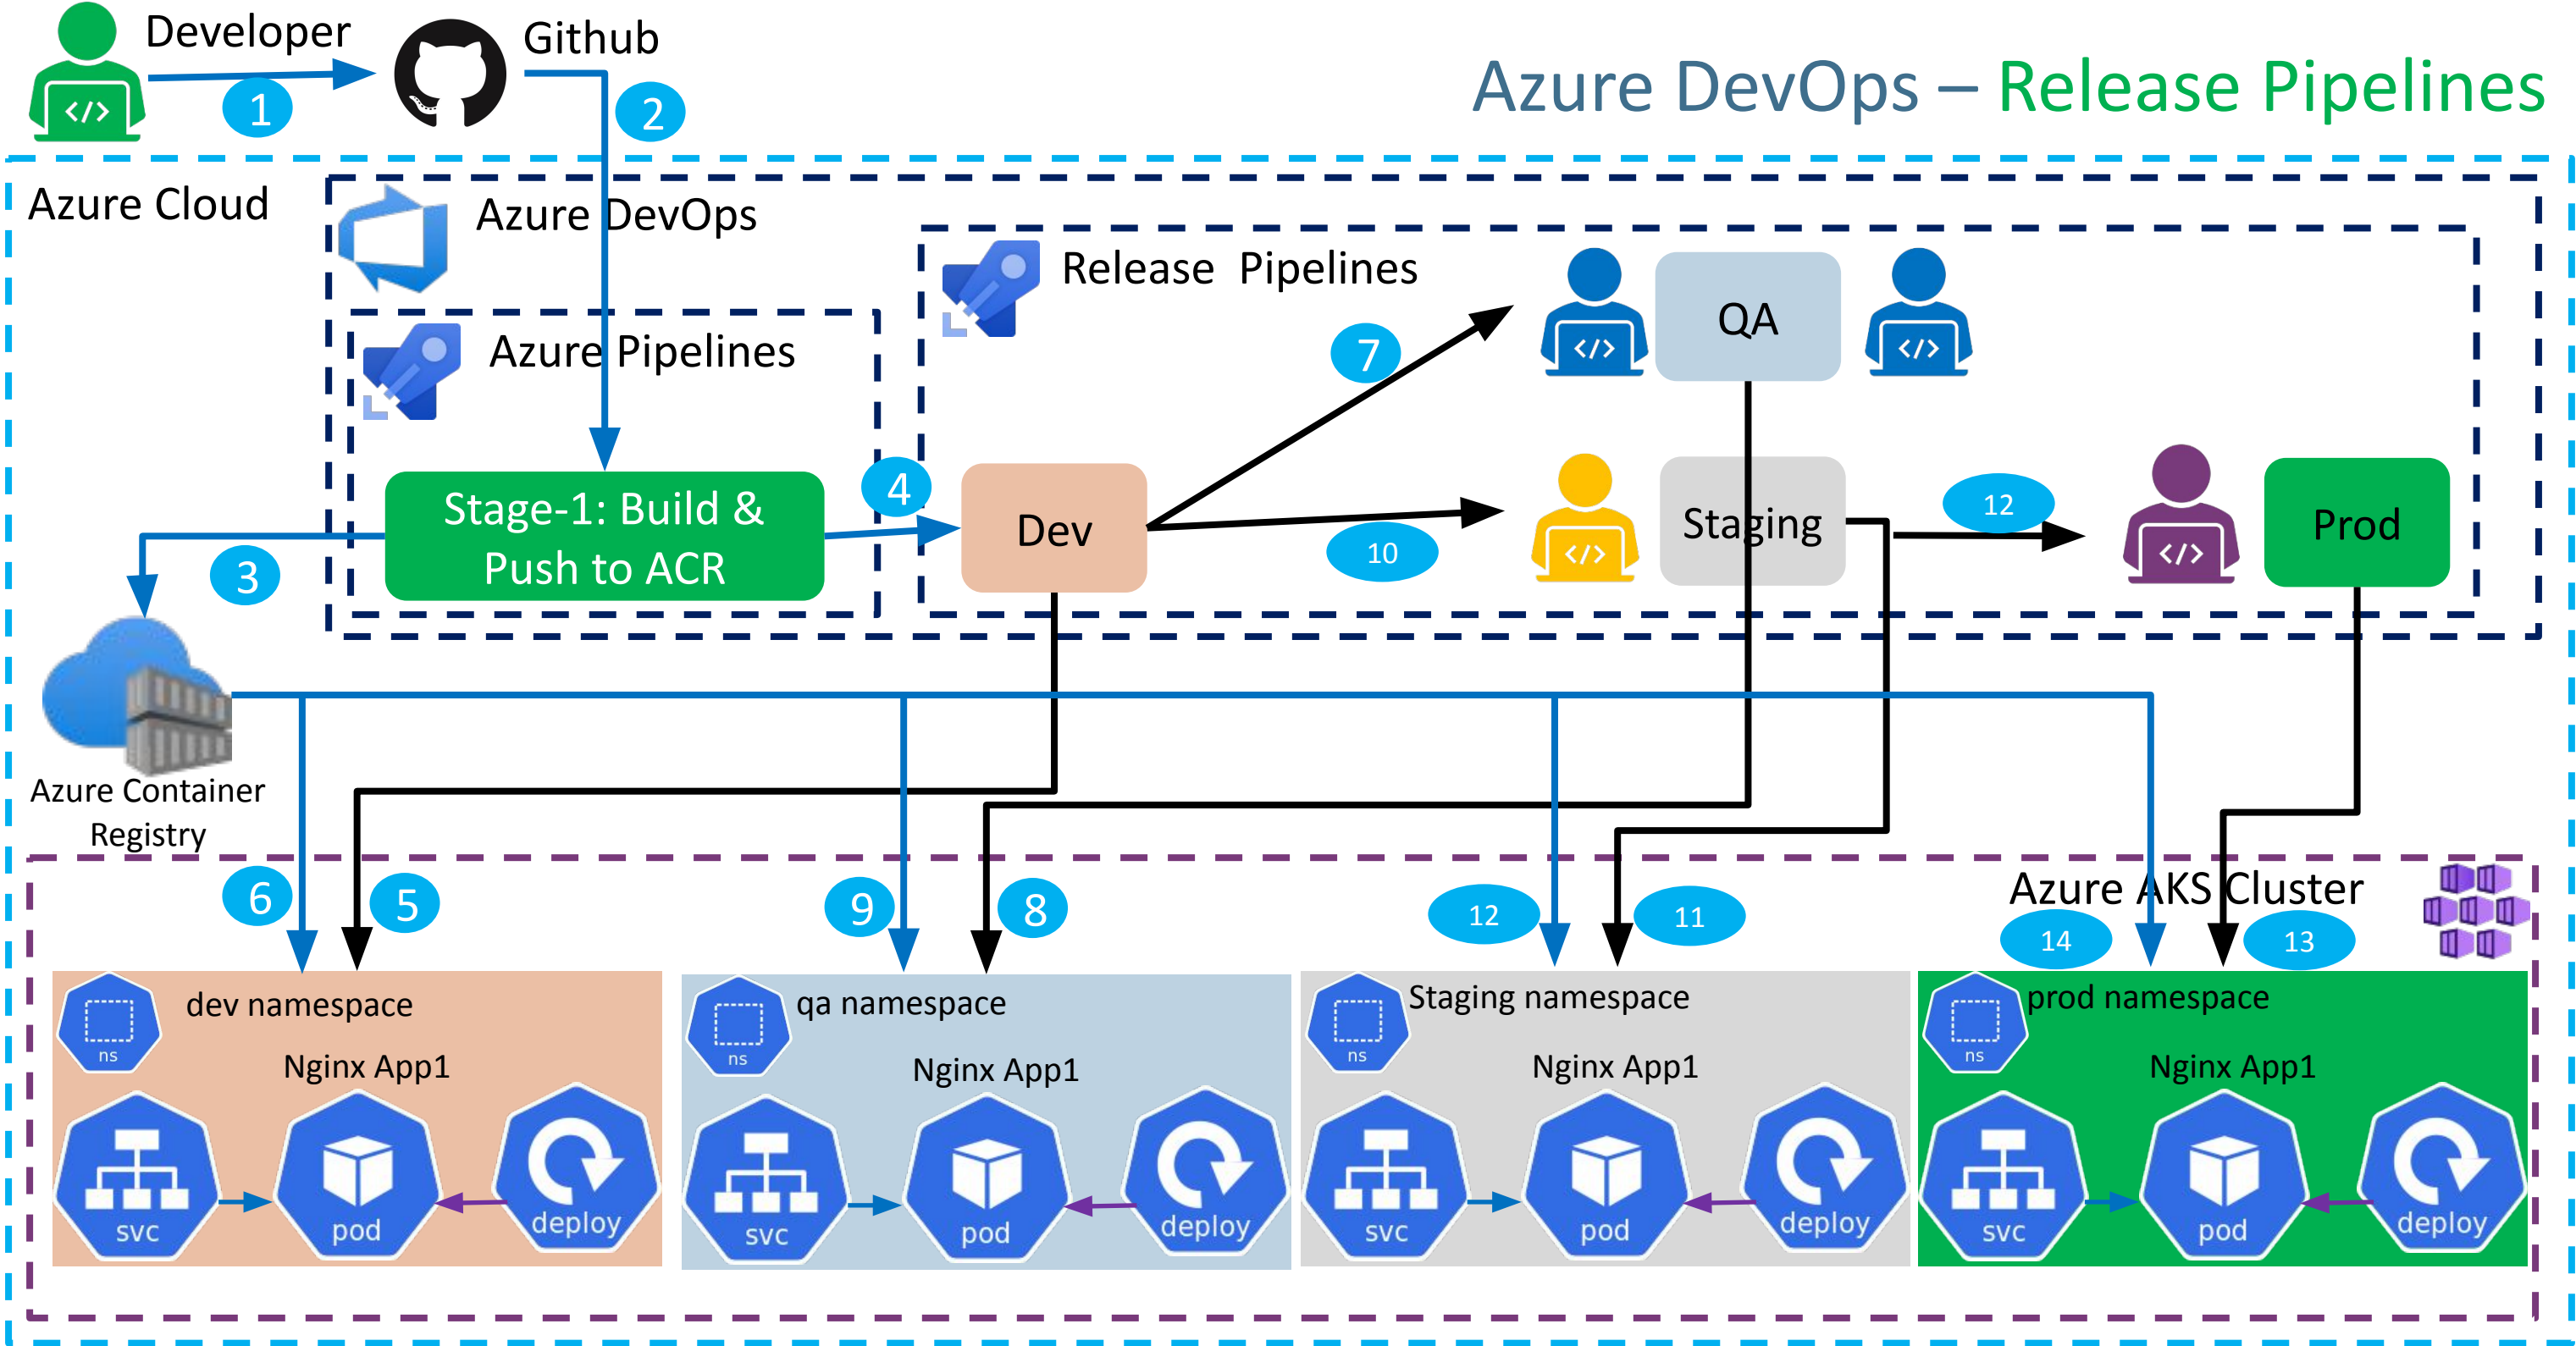 Developer
Github
1
2
Azure DevOps – Release Pipelines
Azure Cloud
Azure DevOps
Release Pipelines
QA
7
Azure Pipelines
Stage-1: Build &
Push to ACR
4
Dev
10
Staging
12
Prod
3
Azure Container
Registry
6
5
9
8
12
11
Azure AKS Cluster
14
13
dev namespace
ns
Nginx App1
svc
pod
deploy
qa namespace
ns
Nginx App1
svc
pod
deploy
Staging namespace
ns
Nginx App1
svc
pod
deploy
prod namespace
ns
Nginx App1
svc
pod
deploy